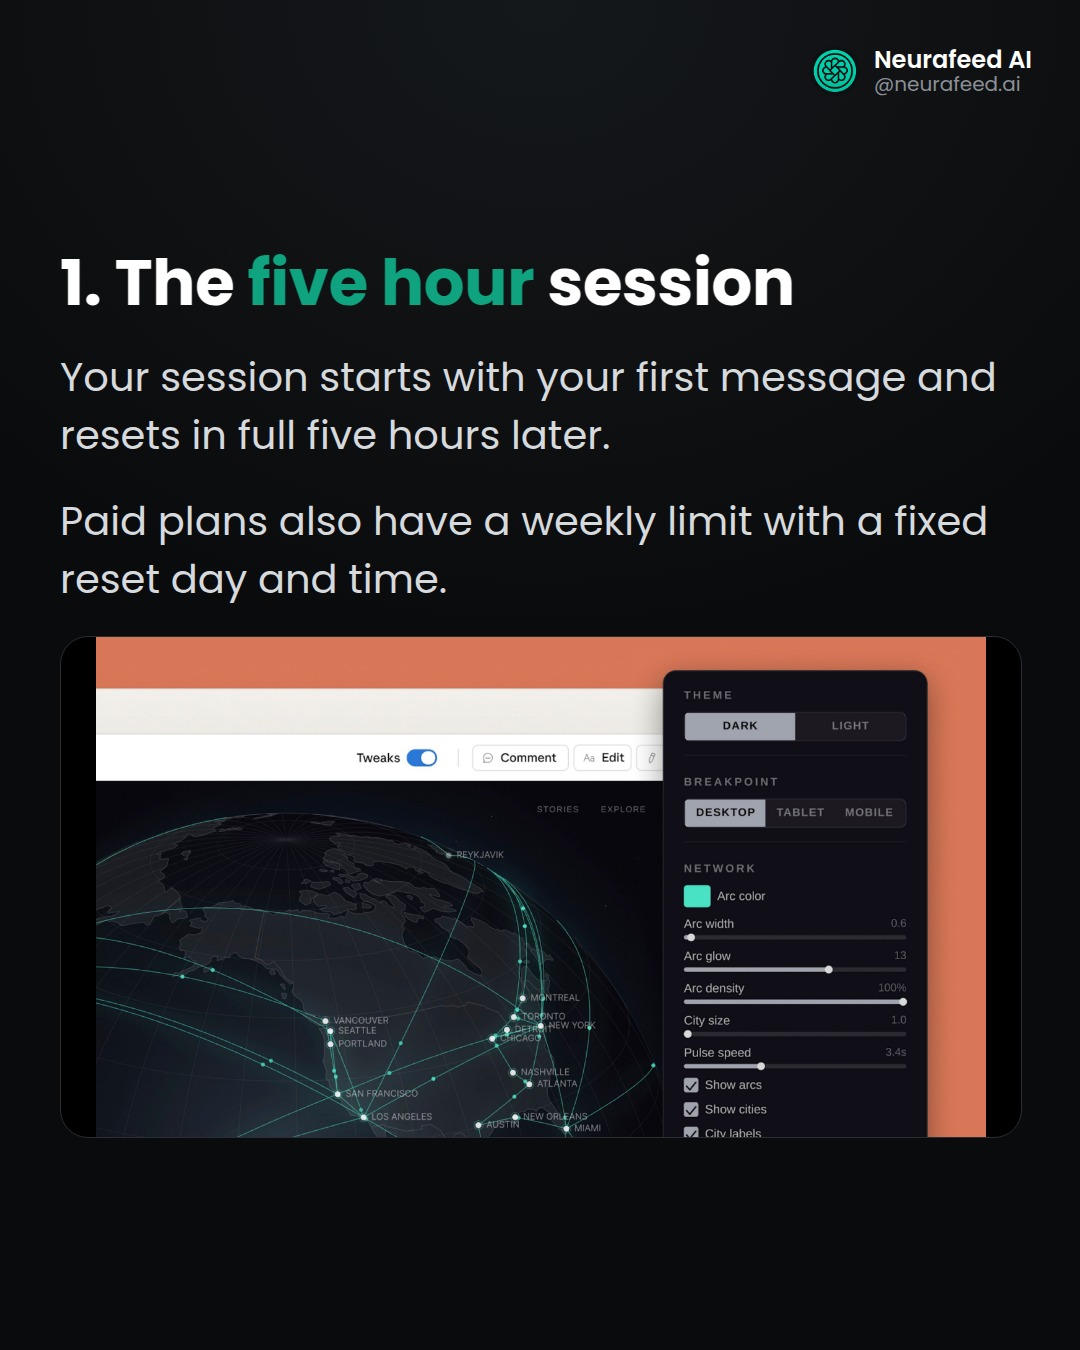 Neurafeed AI
@neurafeed.ai
1. The five hour session
Your session starts with your first message and
resets in full five hours later.
Paid plans also have a weekly limit with a fixed
reset day and time.
Tweaks
Comment
Aa Edit
STORIES EXPLORE
REYKJAVIK
MONTREAL
TORONTO
NEW YORK
DETROIT
CHICAGO
VANCOUVER
SEATTLE
PORTLAND
NASHVILLE
ATLANTA
SAN FRANCISCO
LOS ANGELES
NEW ORLEANS
AUSTIN
MIAMI
THEME
DARK LIGHT
BREAKPOINT
DESKTOP TABLET MOBILE
NETWORK
Arc color
Arc width 0.6
Arc glow 13
Arc density 100%
City size 1.0
Pulse speed 3.4s
Show arcs
Show cities
City labels